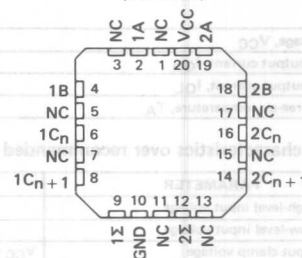 NC 1A NC VCC 2A
3 2 1 20 19
1B 4 18 2B
NC 5 17 NC
1Cn 6 16 2Cn
NC 7 15 NC
1Cn+1 8 14 2Cn+1
9 10 11 12 13
1Σ GND NC 2Σ NC